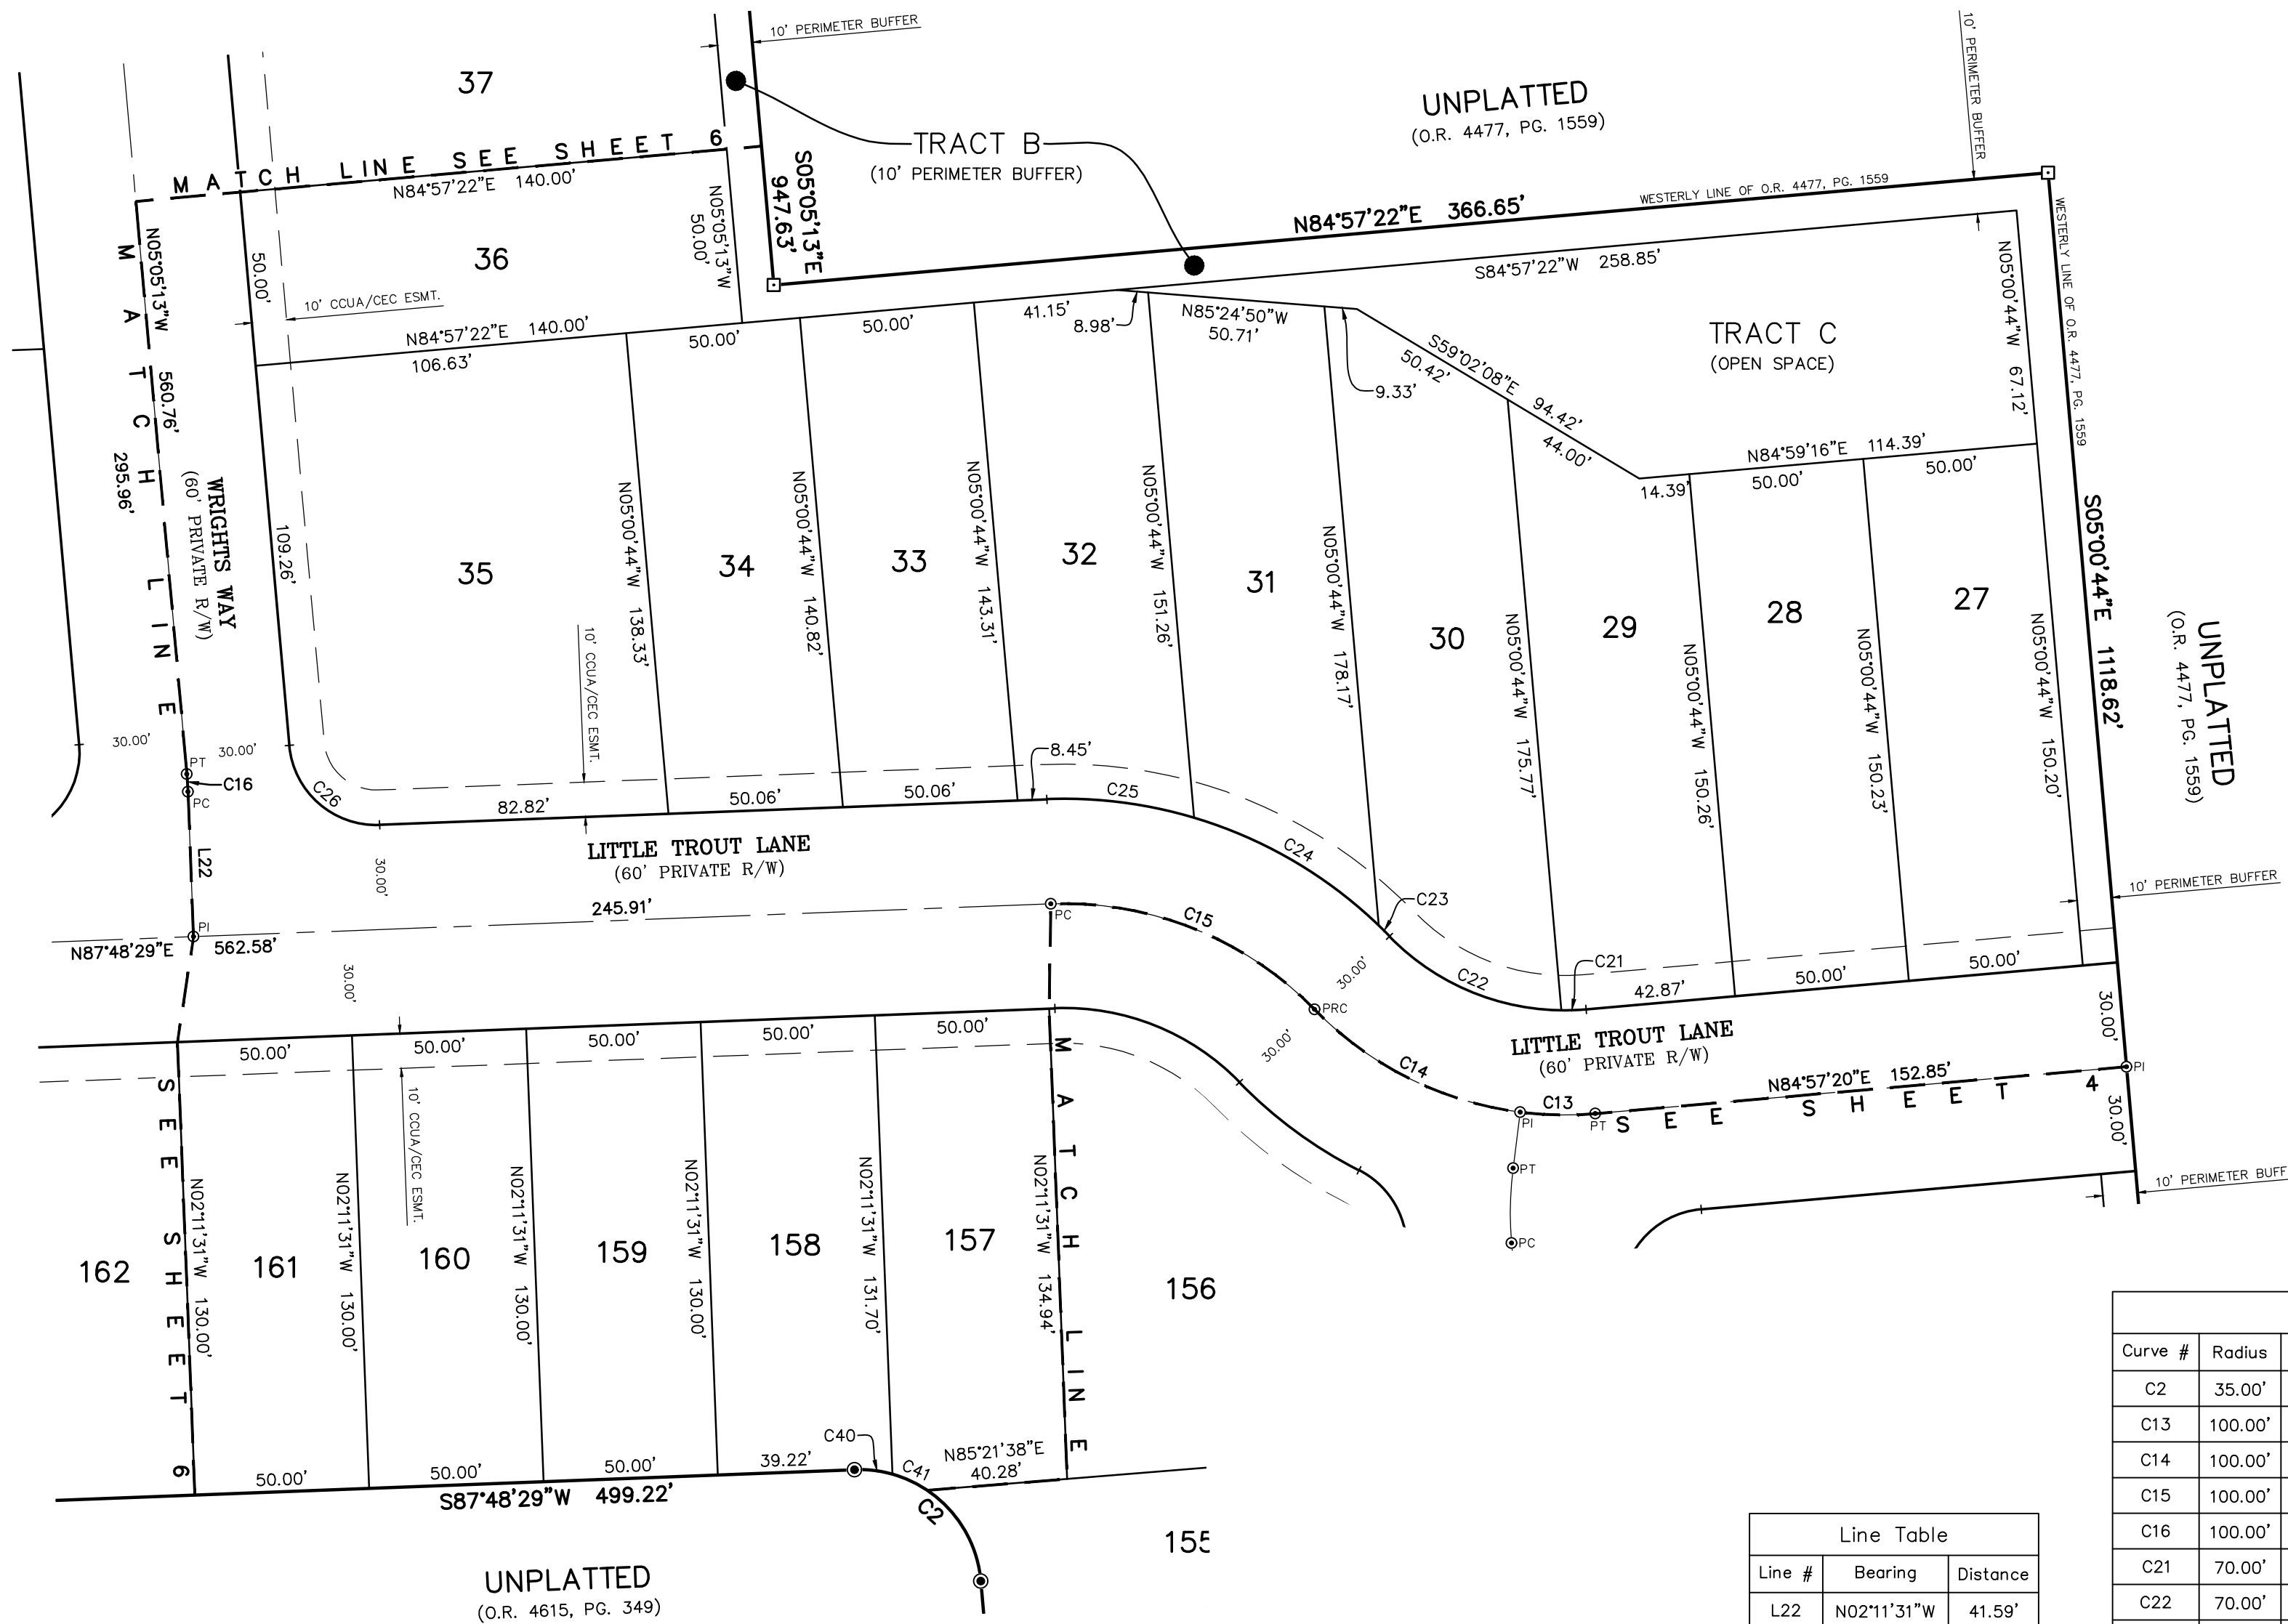 10' PERIMETER BUFFER
10' PERIMETER BUFFER
37
UNPLATTED
(O.R. 4477, PG. 1559)
TRACT B
(10' PERIMETER BUFFER)
MATCH LINE SEE SHEET 6
N84°57'22"E 140.00'
N05°05'13"W
50.00'
S05°05'13"E
947.63'
N84°57'22"E 366.65'
WESTERLY LINE OF O.R. 4477, PG. 1559
WESTERLY LINE OF O.R. 4477, PG. 1559
36
50.00'
10' CCUA/CEC ESMT.
N84°57'22"E 140.00'
106.63'
50.00'
50.00'
41.15'
8.98'
N85°24'50"W
50.71'
S84°57'22"W 258.85'
N05°00'44"W 67.12'
TRACT C
(OPEN SPACE)
S59°02'08"E 94.42'
50.42'
44.00'
9.33'
N84°59'16"E 114.39'
14.39'
50.00'
50.00'
MATCH LINE
N05°05'13"W 560.76'
295.96'
WRIGHTS WAY
(60' PRIVATE R/W)
109.26'
35
34
33
32
31
30
29
28
27
N05°00'44"W 138.33'
N05°00'44"W 140.82'
N05°00'44"W 143.31'
N05°00'44"W 151.26'
N05°00'44"W 178.17'
N05°00'44"W 175.77'
N05°00'44"W 150.26'
N05°00'44"W 150.23'
N05°00'44"W 150.20'
S05°00'44"E 1118.62'
UNPLATTED
(O.R. 4477, PG. 1559)
10' CCUA/CEC ESMT.
30.00'
30.00'
PT
C16
PC
C26
82.82'
50.06'
50.06'
8.45'
C25
C24
C23
C22
C21
42.87'
50.00'
50.00'
10' PERIMETER BUFFER
LITTLE TROUT LANE
(60' PRIVATE R/W)
L22
30.00'
245.91'
PC
C15
30.00'
PRC
30.00'
PI
N87°48'29"E 562.58'
30.00'
LITTLE TROUT LANE
(60' PRIVATE R/W)
30.00'
PI
30.00'
N84°57'20"E 152.85'
SEE SHEET 4
C14
C13
PI
PT
PT
PC
10' PERIMETER BUFF
50.00'
50.00'
50.00'
50.00'
50.00'
10' CCUA/CEC ESMT.
SEE SHEET 6
MATCH LINE
N02°11'31"W 130.00'
N02°11'31"W 130.00'
N02°11'31"W 130.00'
N02°11'31"W 130.00'
N02°11'31"W 131.70'
N02°11'31"W 134.94'
162
161
160
159
158
157
156
155
50.00'
50.00'
50.00'
39.22'
C40
C41
N85°21'38"E
40.28'
S87°48'29"W 499.22'
C2
UNPLATTED
(O.R. 4615, PG. 349)
Line Table
Line # Bearing Distance
L22 N02°11'31"W 41.59'
Curve # Radius
C2 35.00'
C13 100.00'
C14 100.00'
C15 100.00'
C16 100.00'
C21 70.00'
C22 70.00'